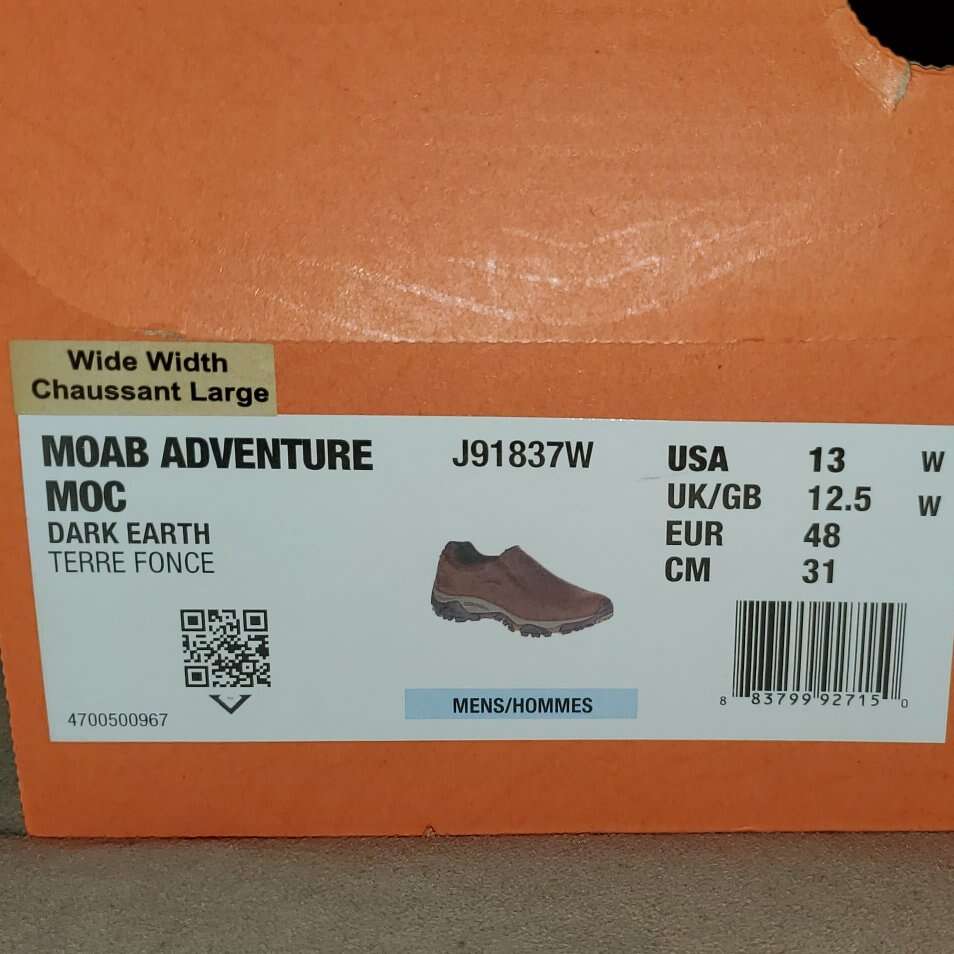 Wide Width
Chaussant Large
MOAB ADVENTURE
MOC
DARK EARTH
TERRE FONCE
4700500967
J91837W
MENS/HOMMES
USA 13 W
UK/GB 12.5 W
EUR 48
CM 31
8 83799 92715 0